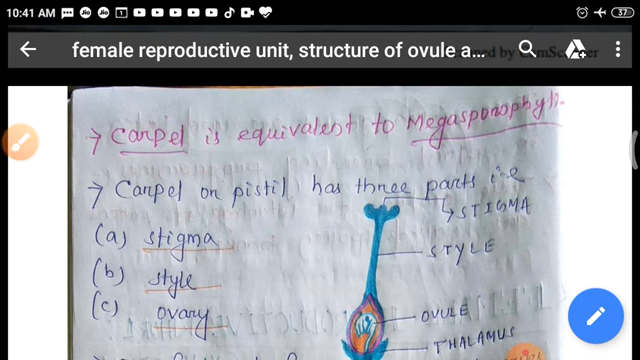 10:41 AM
37
female reproductive unit, structure of ovule a...
→ Carpel is equivalent to Megasporophyll.
→ Carpel or pistil has three parts i.e
(a) stigma
(b) style
(c) ovary
STIGMA
STYLE
OVULE
THALAMUS